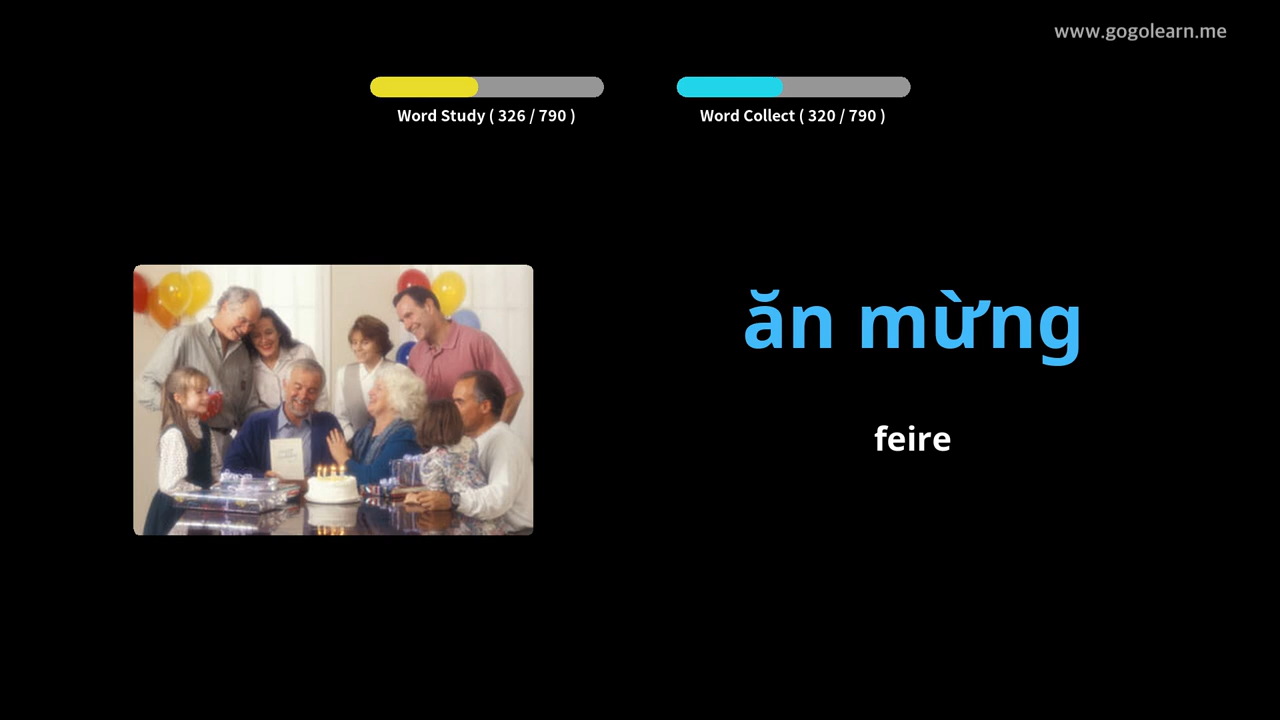 www.gogolearn.me
Word Study ( 326 / 790 )
Word Collect ( 320 / 790 )
ăn mừng
feire